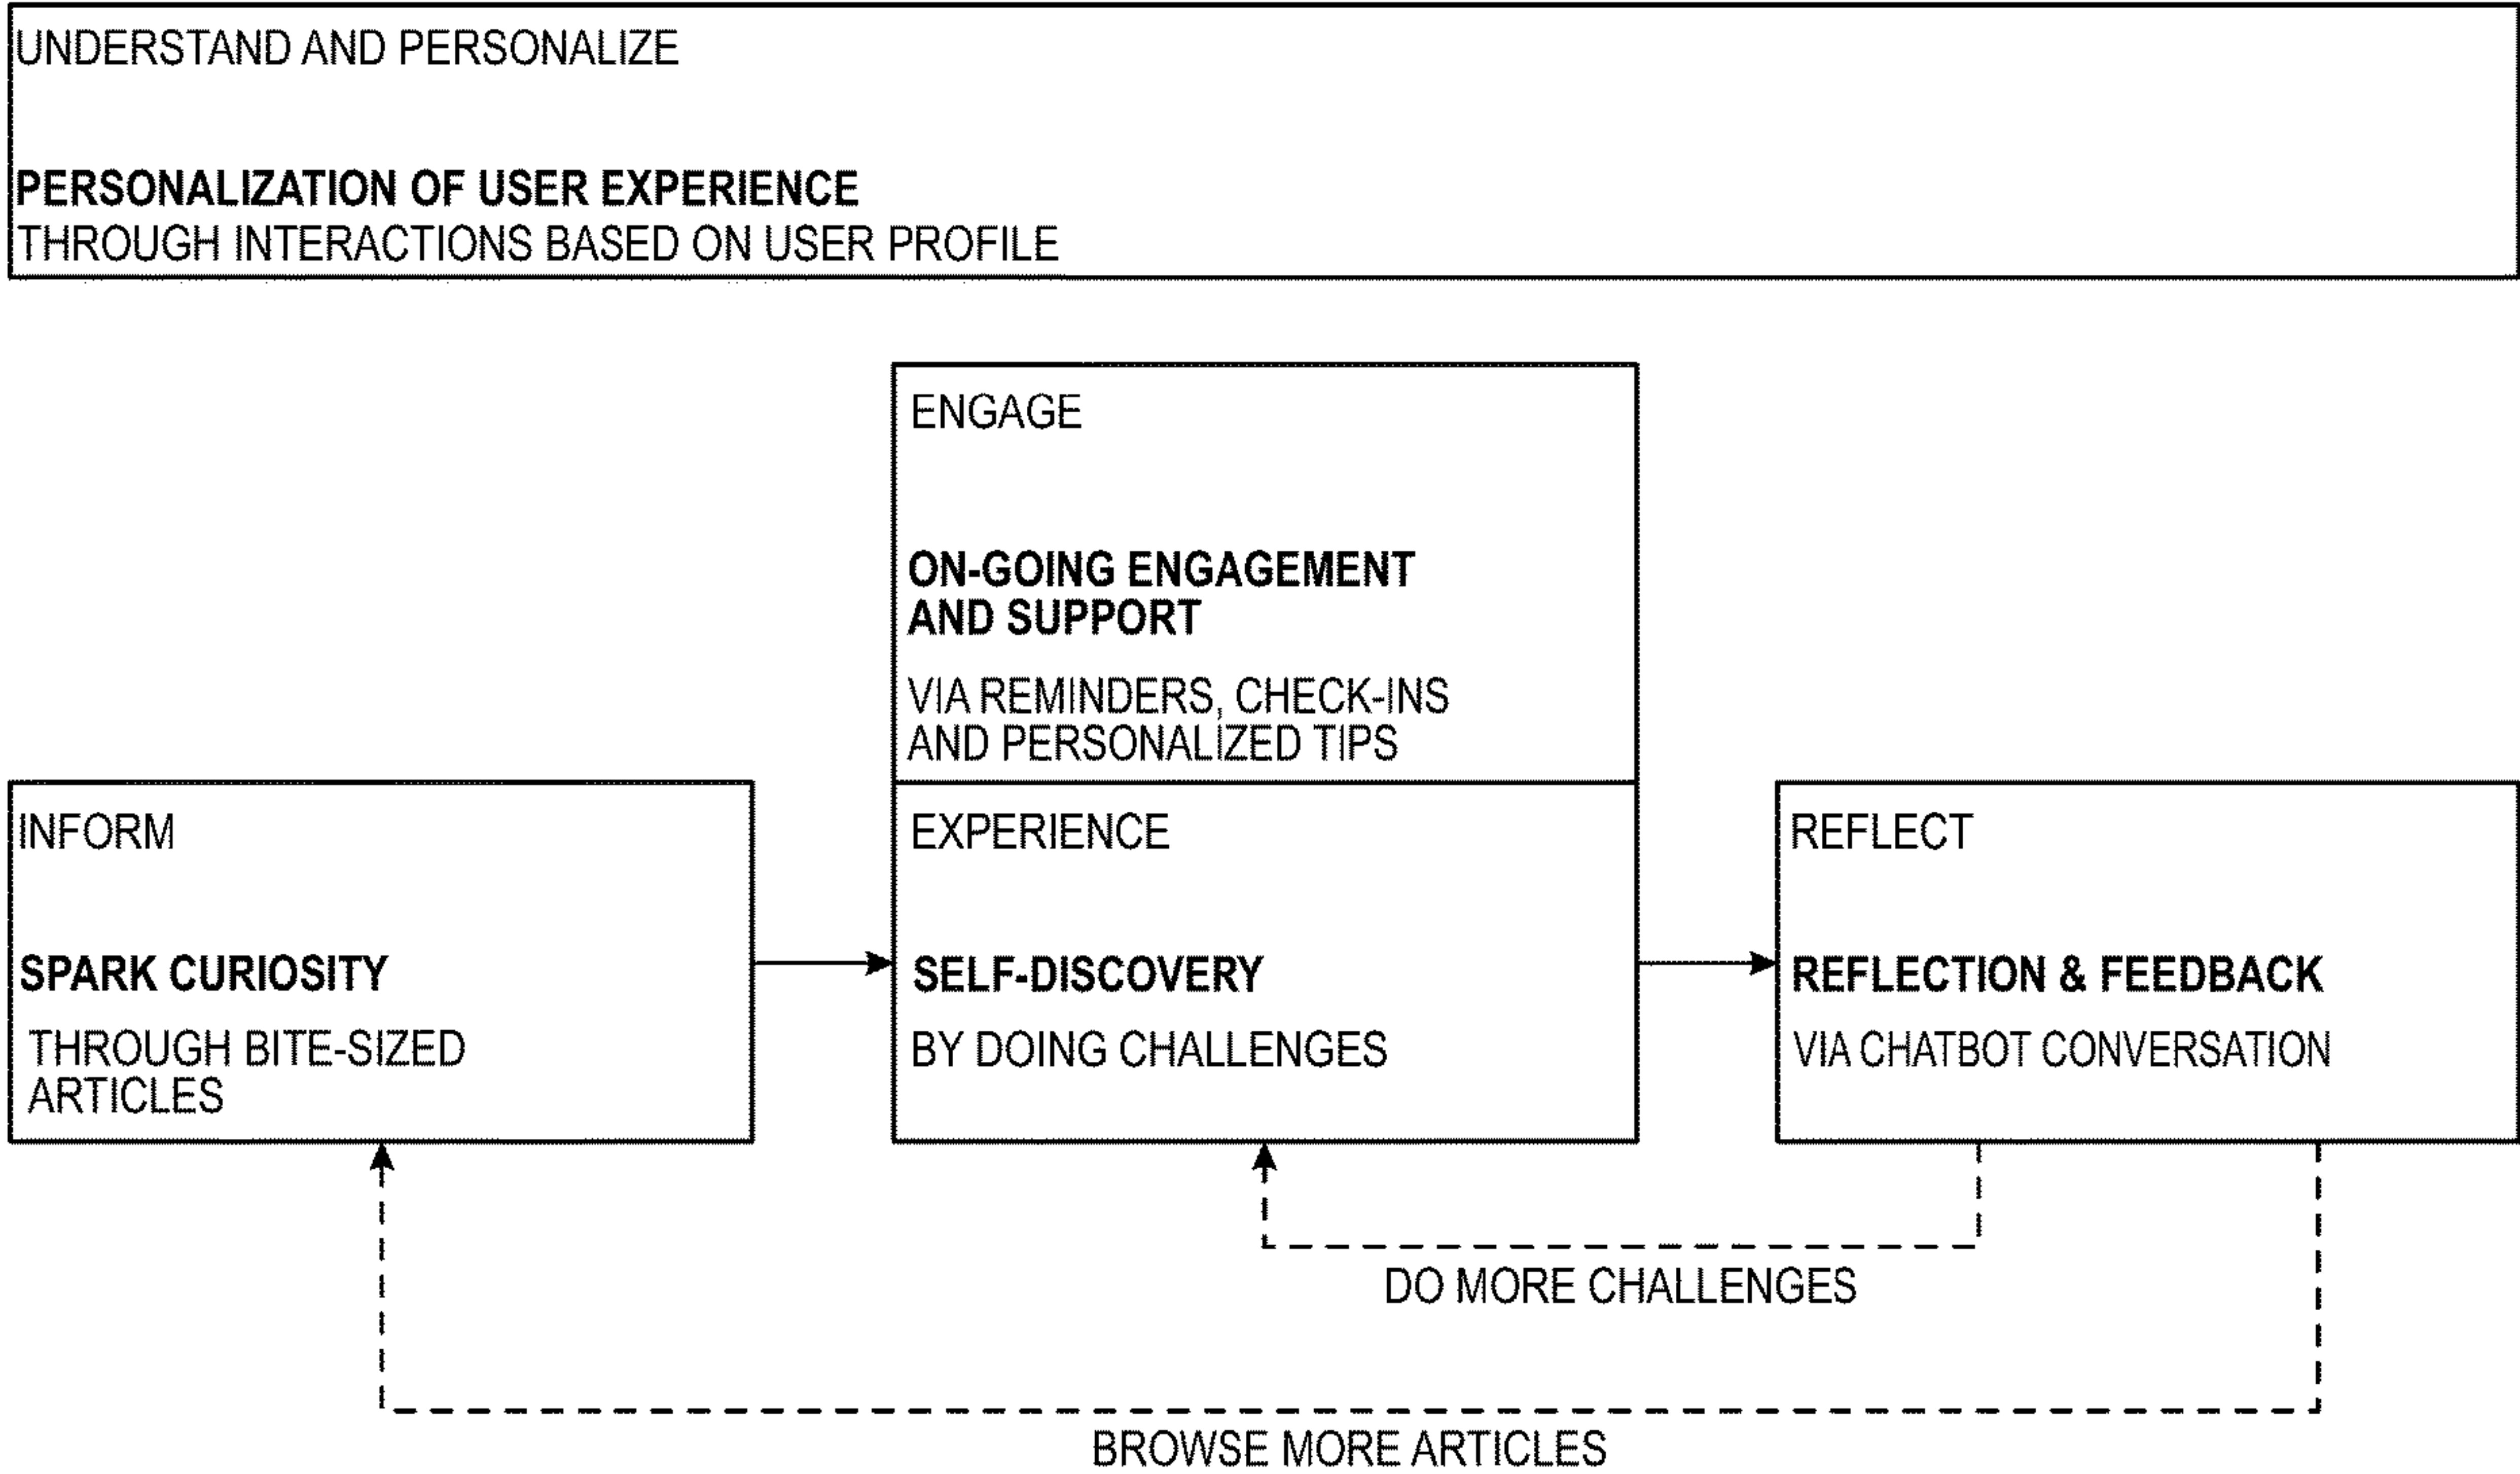 UNDERSTAND AND PERSONALIZE
PERSONALIZATION OF USER EXPERIENCE
THROUGH INTERACTIONS BASED ON USER PROFILE
ENGAGE
ON-GOING ENGAGEMENT
AND SUPPORT
VIA REMINDERS, CHECK-INS
AND PERSONALIZED TIPS
INFORM
SPARK CURIOSITY
THROUGH BITE-SIZED
ARTICLES
EXPERIENCE
SELF-DISCOVERY
BY DOING CHALLENGES
REFLECT
REFLECTION & FEEDBACK
VIA CHATBOT CONVERSATION
DO MORE CHALLENGES
BROWSE MORE ARTICLES